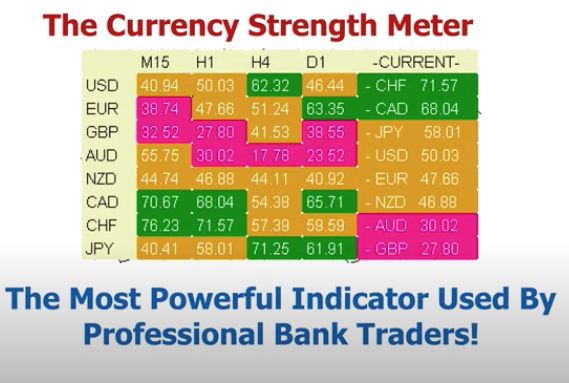 The Currency Strength Meter
M15 H1 H4 D1 -CURRENT-
USD 40.94 50.03 62.32 46.44 - CHF 71.57
EUR 38.74 47.66 51.24 63.35 - CAD 68.04
GBP 32.52 27.80 41.53 38.55 - JPY 58.01
AUD 55.75 30.02 17.78 23.52 - USD 50.03
NZD 44.74 46.88 44.11 40.92 - EUR 47.66
CAD 70.67 68.04 54.38 65.71 - NZD 46.88
CHF 76.23 71.57 57.39 59.59 - AUD 30.02
JPY 40.41 58.01 71.25 61.91 - GBP 27.80
The Most Powerful Indicator Used By
Professional Bank Traders!